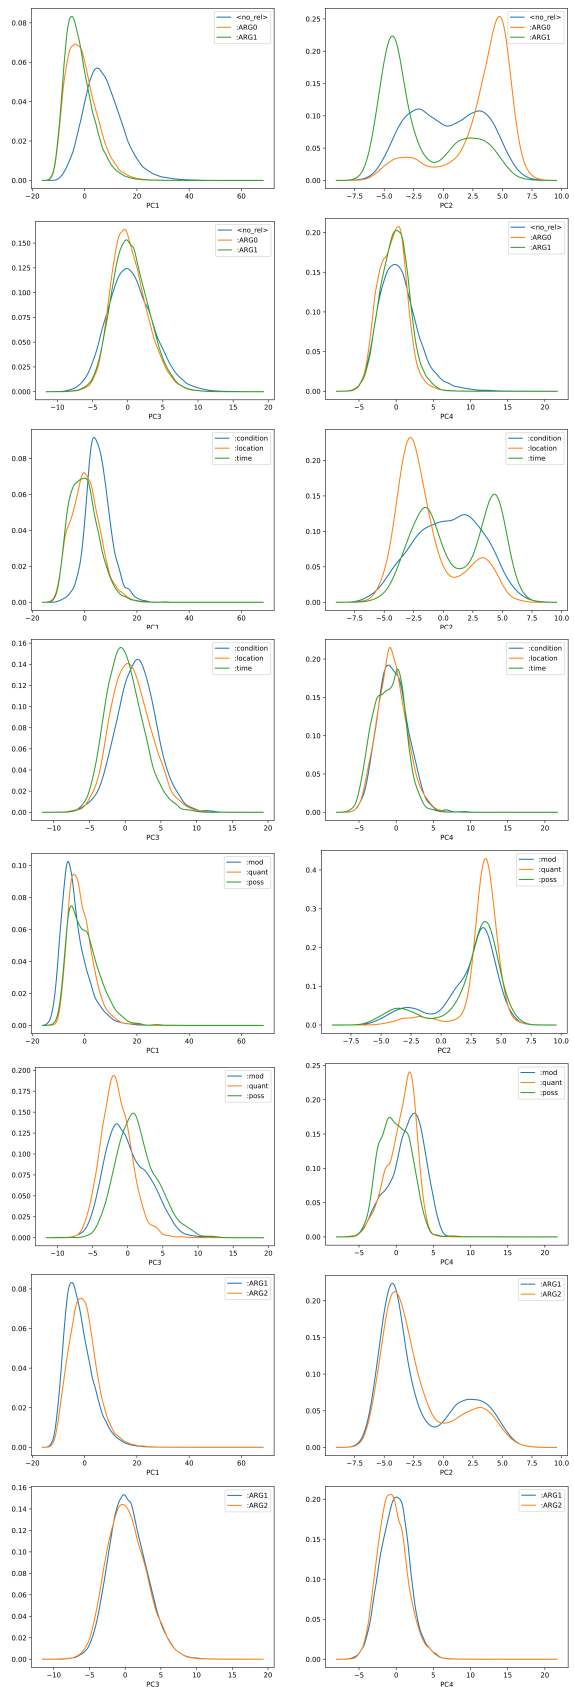 0.08
0.06
0.04
0.02
0.00
−20 0 20 40 60
PC1
<no_rel>
:ARG0
:ARG1
0.25
0.20
0.15
0.10
0.05
0.00
−7.5 −5.0 −2.5 0.0 2.5 5.0 7.5 10.0
PC2
<no_rel>
:ARG0
:ARG1
0.150
0.125
0.100
0.075
0.050
0.025
0.000
−10 −5 0 5 10 15 20
PC3
<no_rel>
:ARG0
:ARG1
0.20
0.15
0.10
0.05
0.00
−5 0 5 10 15 20
PC4
<no_rel>
:ARG0
:ARG1
0.08
0.06
0.04
0.02
0.00
−20 0 20 40 60
PC1
:condition
:location
:time
0.20
0.15
0.10
0.05
0.00
−7.5 −5.0 −2.5 0.0 2.5 5.0 7.5 10.0
PC2
:condition
:location
:time
0.16
0.14
0.12
0.10
0.08
0.06
0.04
0.02
0.00
−10 −5 0 5 10 15 20
PC3
:condition
:location
:time
0.20
0.15
0.10
0.05
0.00
−5 0 5 10 15 20
PC4
:condition
:location
:time
0.10
0.08
0.06
0.04
0.02
0.00
−20 0 20 40 60
PC1
:mod
:quant
:poss
0.4
0.3
0.2
0.1
0.0
−7.5 −5.0 −2.5 0.0 2.5 5.0 7.5 10.0
PC2
:mod
:quant
:poss
0.200
0.175
0.150
0.125
0.100
0.075
0.050
0.025
0.000
−10 −5 0 5 10 15 20
PC3
:mod
:quant
:poss
0.25
0.20
0.15
0.10
0.05
0.00
−5 0 5 10 15 20
PC4
:mod
:quant
:poss
0.08
0.06
0.04
0.02
0.00
−20 0 20 40 60
PC1
:ARG1
:ARG2
0.20
0.15
0.10
0.05
0.00
−7.5 −5.0 −2.5 0.0 2.5 5.0 7.5 10.0
PC2
:ARG1
:ARG2
0.16
0.14
0.12
0.10
0.08
0.06
0.04
0.02
0.00
−10 −5 0 5 10 15 20
PC3
:ARG1
:ARG2
0.20
0.15
0.10
0.05
0.00
−5 0 5 10 15 20
PC4
:ARG1
:ARG2